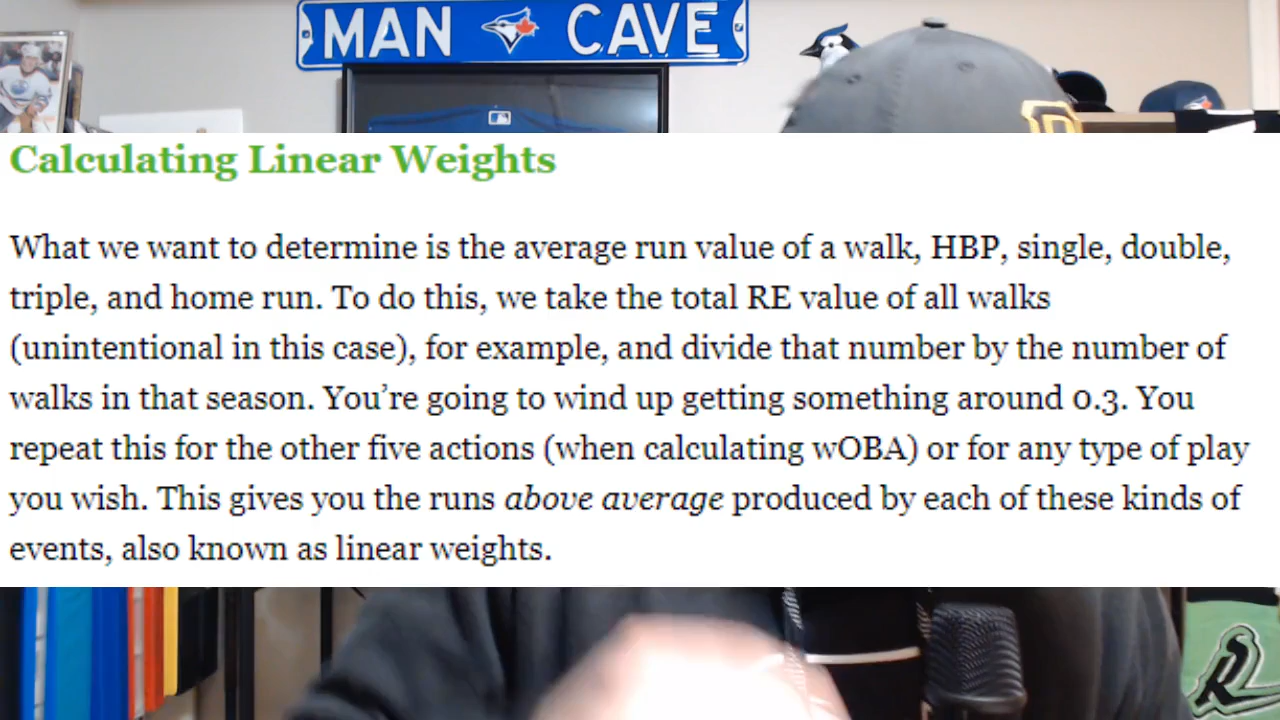 MAN CAVE
Calculating Linear Weights
What we want to determine is the average run value of a walk, HBP, single, double,
triple, and home run. To do this, we take the total RE value of all walks
(unintentional in this case), for example, and divide that number by the number of
walks in that season. You’re going to wind up getting something around 0.3. You
repeat this for the other five actions (when calculating wOBA) or for any type of play
you wish. This gives you the runs above average produced by each of these kinds of
events, also known as linear weights.
R